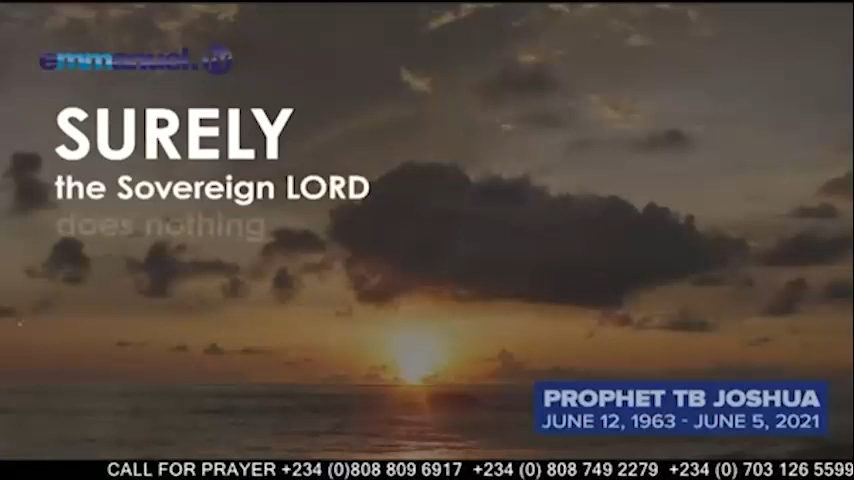 emmanuel.TV
SURELY
the Sovereign LORD
does nothing
PROPHET TB JOSHUA
JUNE 12, 1963 - JUNE 5, 2021
CALL FOR PRAYER +234 (0)808 809 6917 +234 (0) 808 749 2279 +234 (0) 703 126 5599